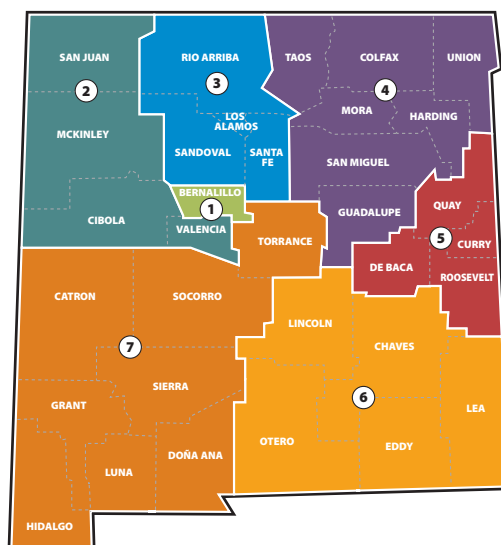 SAN JUAN
RIO ARRIBA
TAOS
COLFAX
UNION
2
3
4
MORA
HARDING
LOS
ALAMOS
MCKINLEY
SANDOVAL
SANTA
FE
SAN MIGUEL
BERNALILLO
1
QUAY
GUADALUPE
CIBOLA
VALENCIA
TORRANCE
5
CURRY
DE BACA
ROOSEVELT
CATRON
SOCORRO
LINCOLN
CHAVES
7
SIERRA
6
GRANT
LEA
OTERO
EDDY
DOÑA ANA
LUNA
HIDALGO